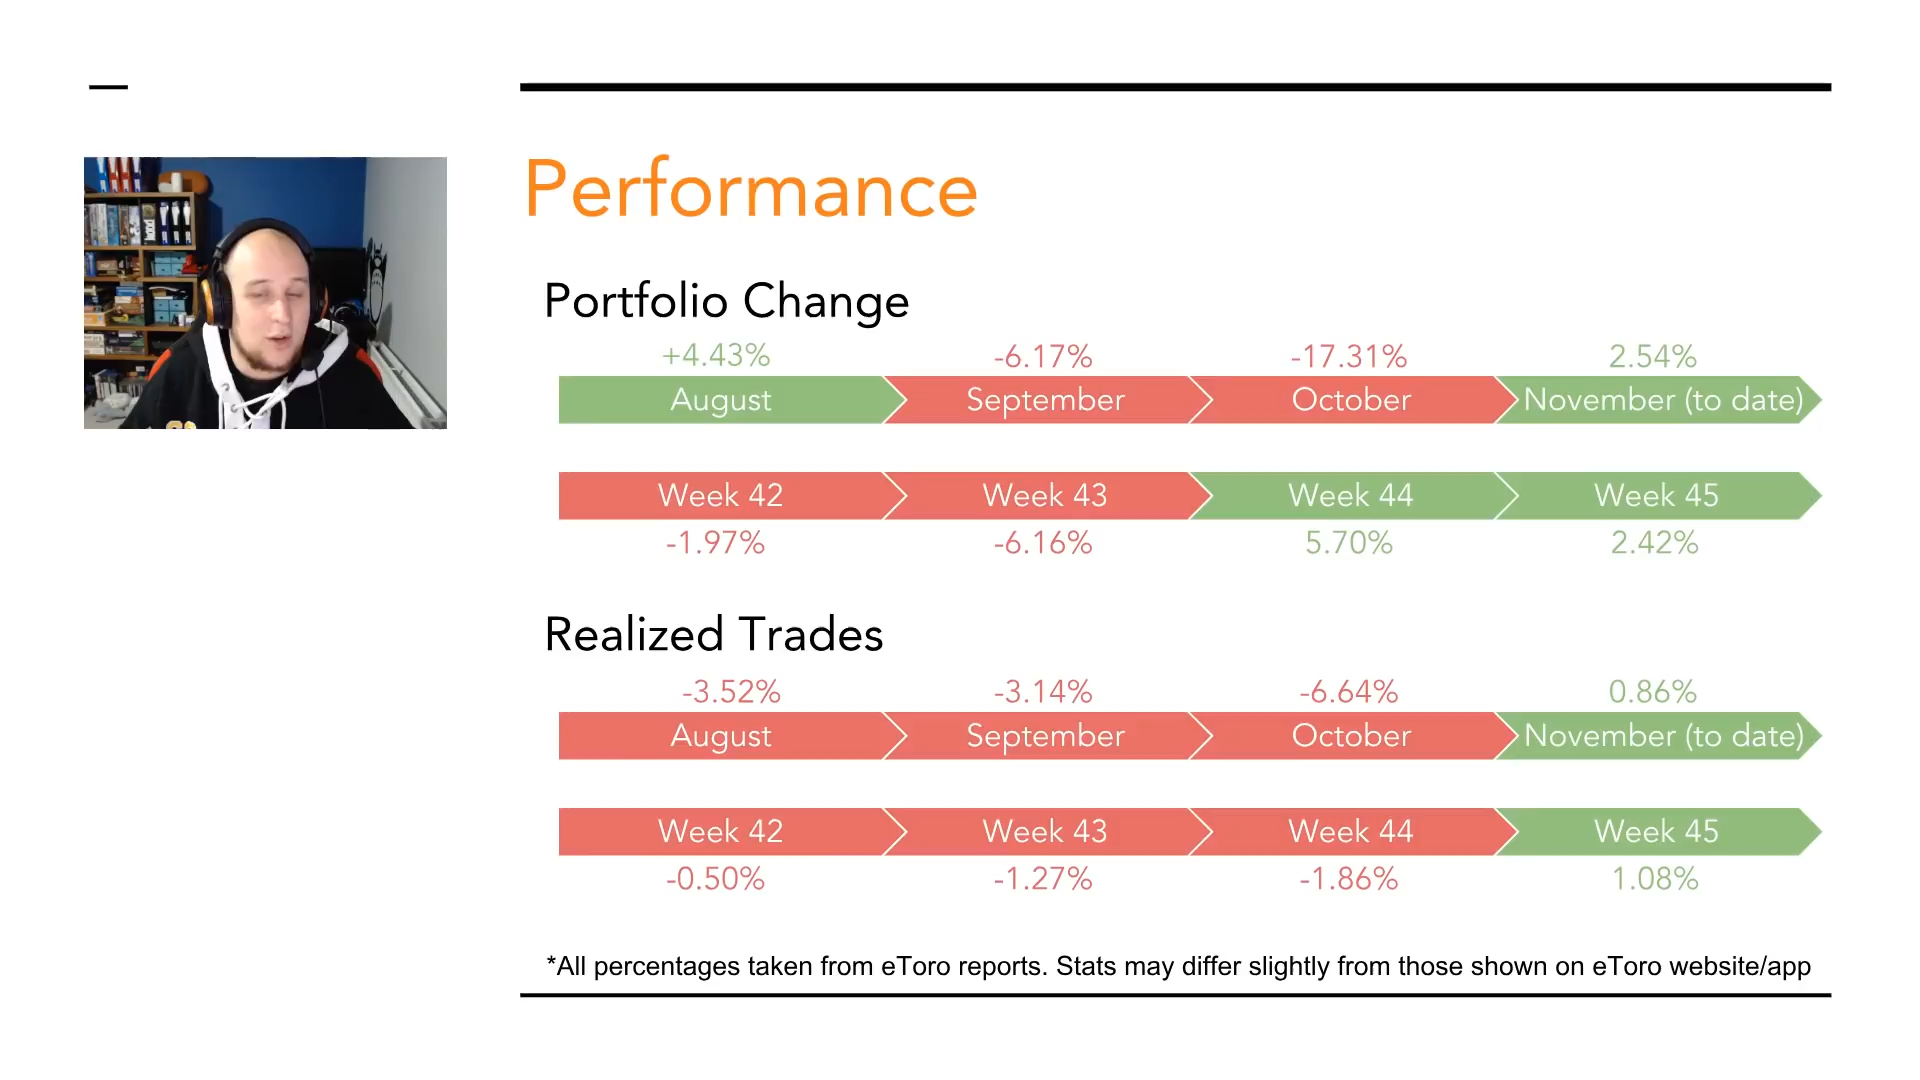 Performance
Portfolio Change
+4.43% -6.17% -17.31% 2.54%
August September October November (to date)
Week 42 Week 43 Week 44 Week 45
-1.97% -6.16% 5.70% 2.42%
Realized Trades
-3.52% -3.14% -6.64% 0.86%
August September October November (to date)
Week 42 Week 43 Week 44 Week 45
-0.50% -1.27% -1.86% 1.08%
*All percentages taken from eToro reports. Stats may differ slightly from those shown on eToro website/app